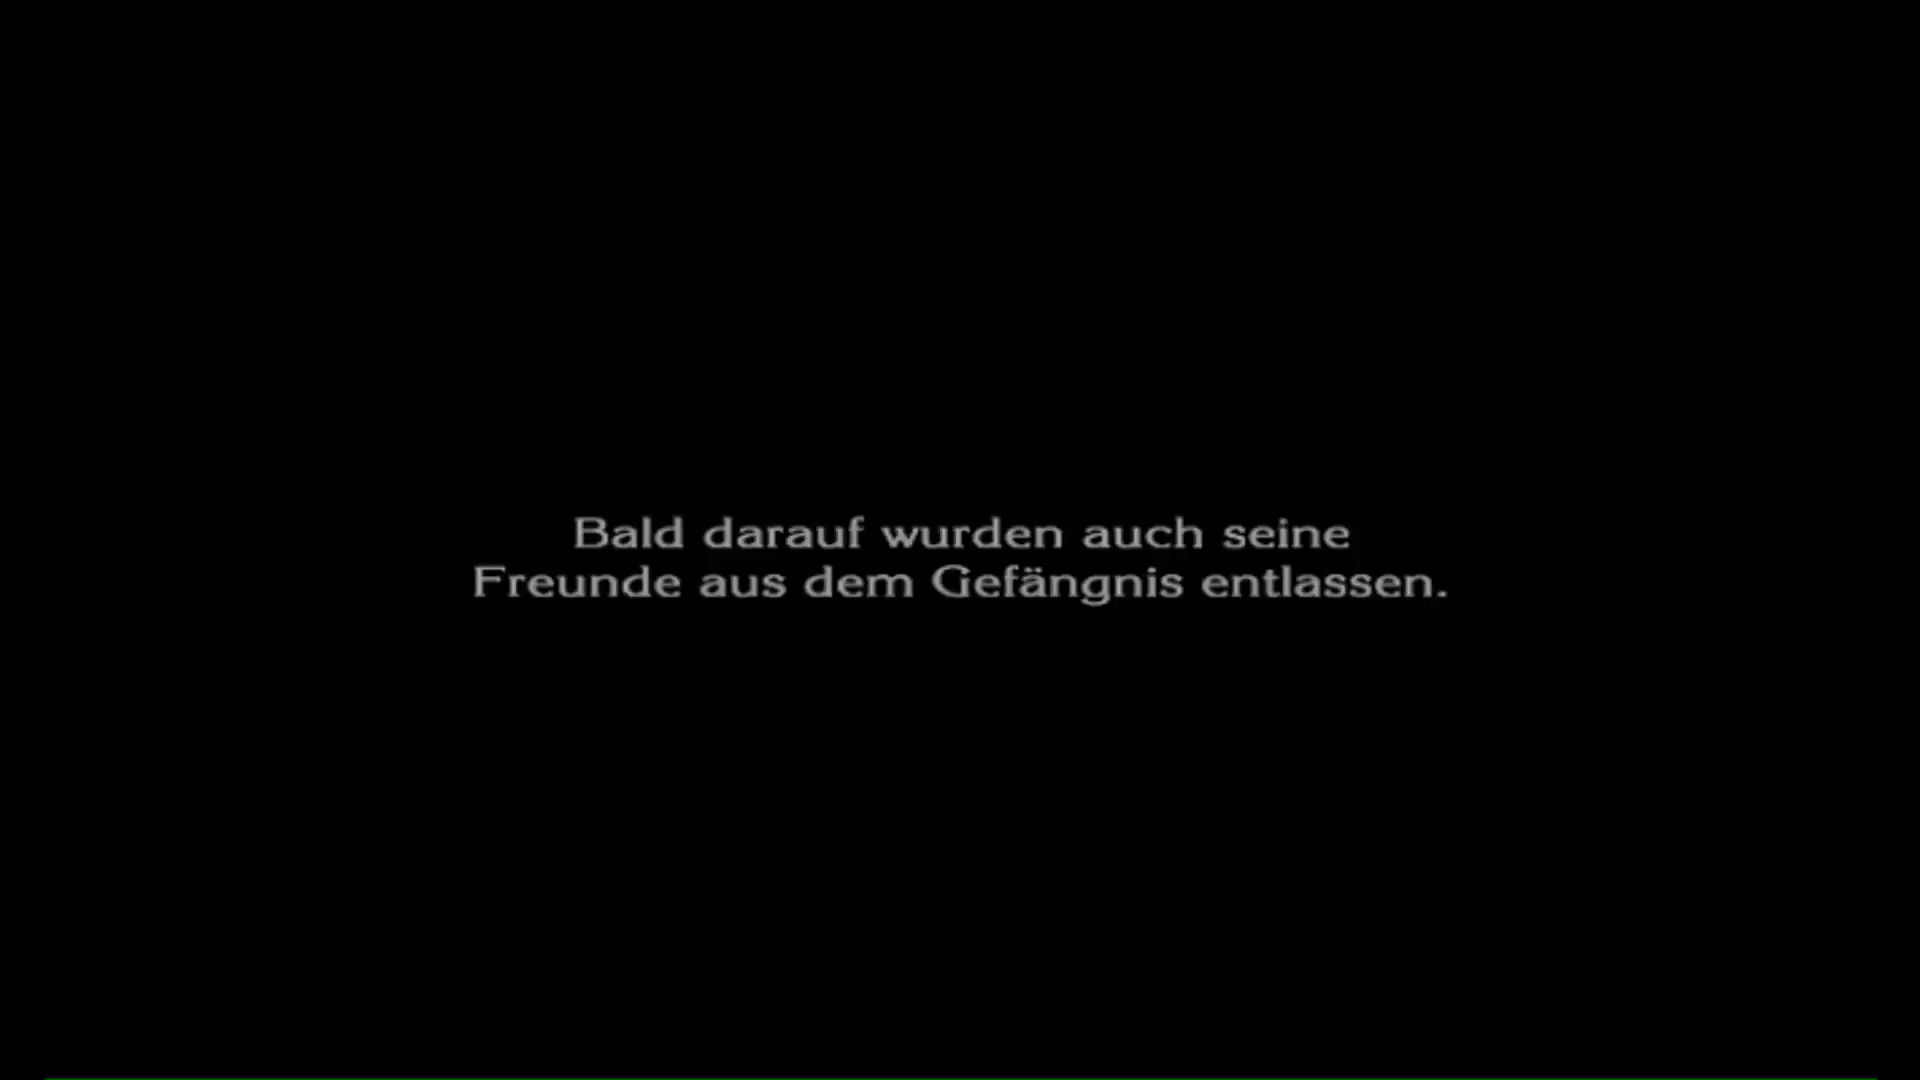 Bald darauf wurden auch seine
Freunde aus dem Gefängnis entlassen.